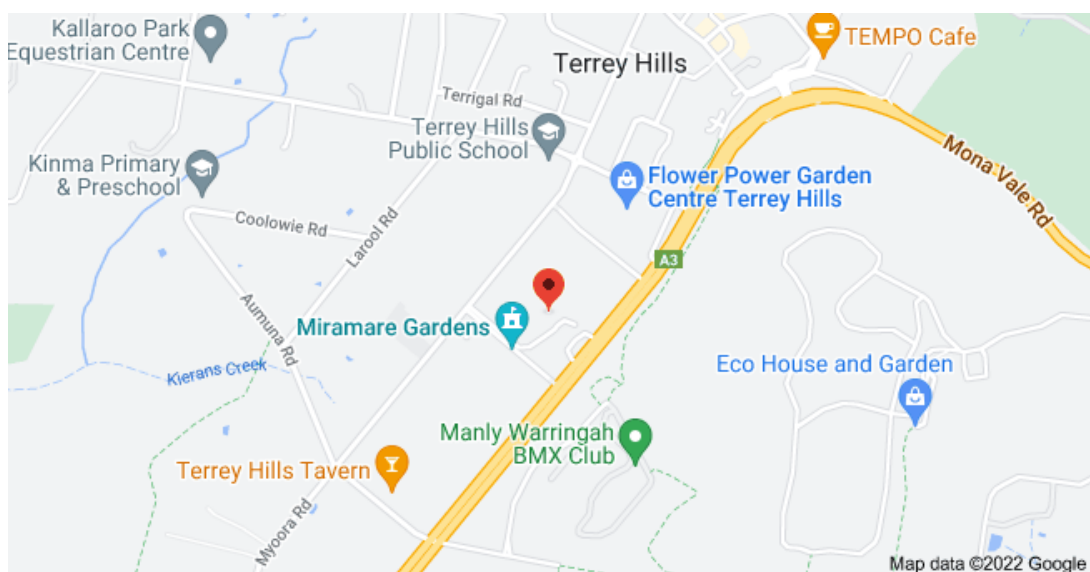 Kallaroo Park
Equestrian Centre
TEMPO Cafe
Terrey Hills
Terrigal Rd
Terrey Hills
Public School
Mona Vale Rd
Kinma Primary
& Preschool
Flower Power Garden
Centre Terrey Hills
Coolowie Rd
Larool Rd
A3
Aumuna Rd
Miramare Gardens
Kierans Creek
Eco House and Garden
Manly Warringah
BMX Club
Terrey Hills Tavern
Myoora Rd
Map data ©2022 Google